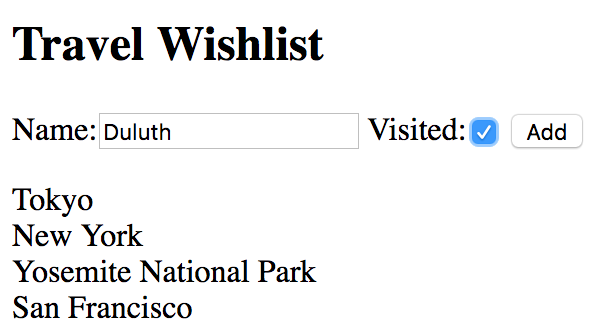 Travel Wishlist
Name: Duluth Visited: Add
Tokyo
New York
Yosemite National Park
San Francisco